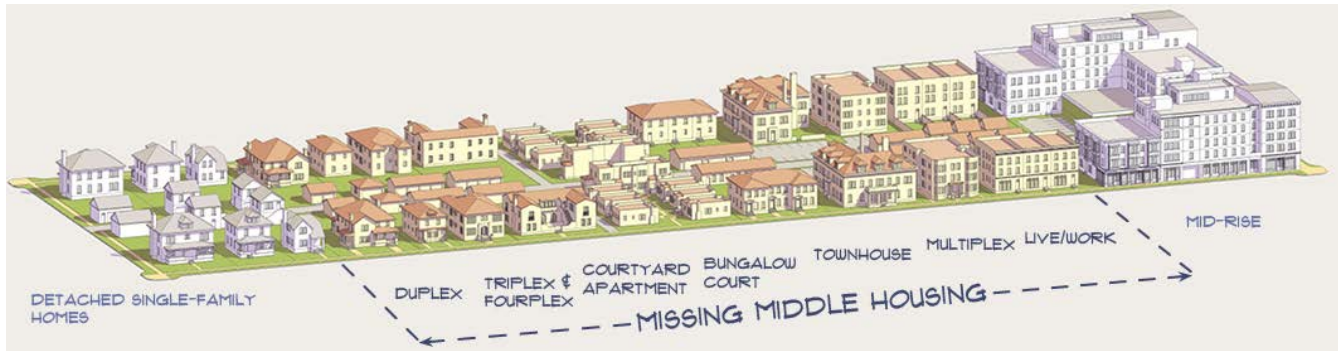 DETACHED SINGLE-FAMILY
HOMES
DUPLEX
TRIPLEX &
FOURPLEX
COURTYARD
APARTMENT
BUNGALOW
COURT
TOWNHOUSE
MULTIPLEX
LIVE/WORK
MID-RISE
MISSING MIDDLE HOUSING